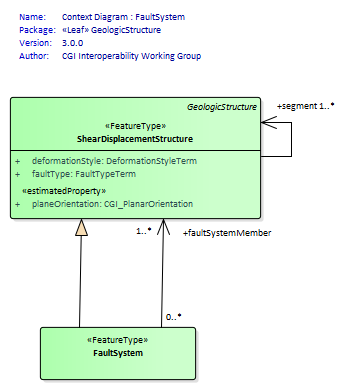 Name: Context Diagram : FaultSystem
Package: «Leaf» GeologicStructure
Version: 3.0.0
Author: CGI Interoperability Working Group
GeologicStructure
+segment 1..*
«FeatureType»
ShearDisplacementStructure
+ deformationStyle: DeformationStyleTerm
+ faultType: FaultTypeTerm
«estimatedProperty»
+ planeOrientation: CGI_PlanarOrientation
1..*
+faultSystemMember
0..*
«FeatureType»
FaultSystem